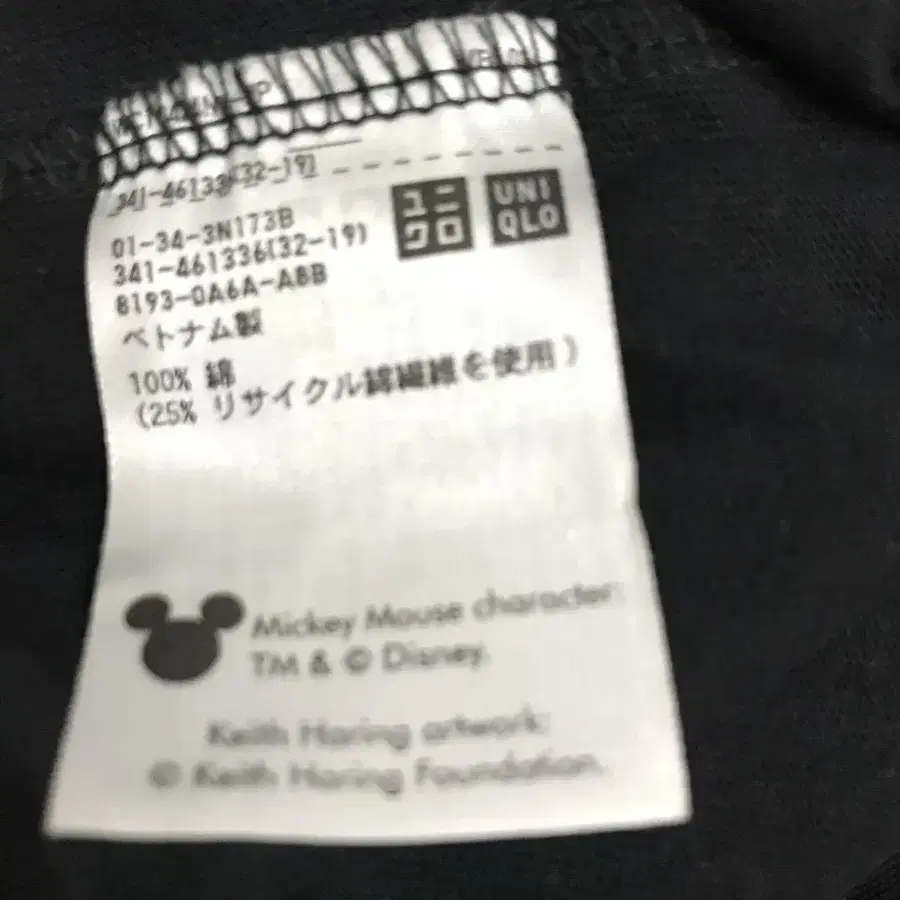 341-461336(32-19)
ユニクロ
UNI
QLO
01-34-3N173B
341-461336(32-19)
8193-0A6A-A8B
ベトナム製
100% 綿
(25% リサイクル綿繊維を使用)
Mickey Mouse character:
TM & © Disney.
Keith Haring artwork:
© Keith Haring Foundation.